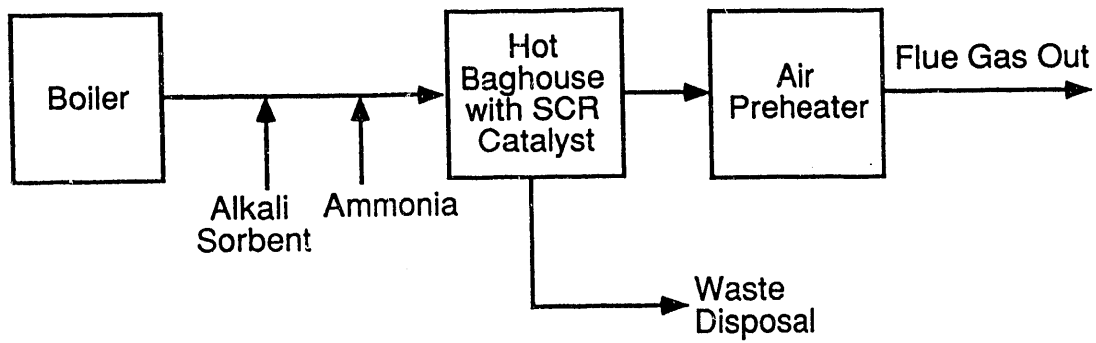 Boiler
Alkali
Sorbent
Ammonia
Hot
Baghouse
with SCR
Catalyst
Air
Preheater
Flue Gas Out
Waste
Disposal